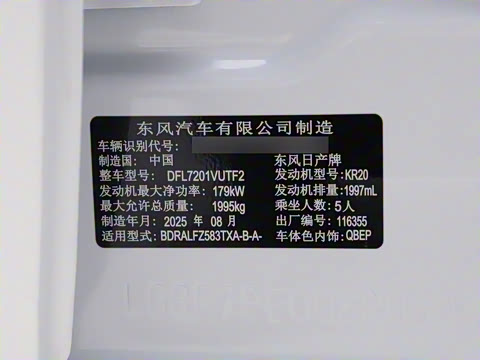 东风汽车有限公司制造
车辆识别代号：
制造国： 中国 东风日产牌
整车型号： DFL7201VUTF2 发动机型号：KR20
发动机最大净功率： 179kW 发动机排量：1997mL
最大允许总质量： 1995kg 乘坐人数：5人
制造年月：2025 年 08 月 出厂编号：116355
适用型式：BDRALFZ583TXA-B-A- 车体色内饰：QBEP